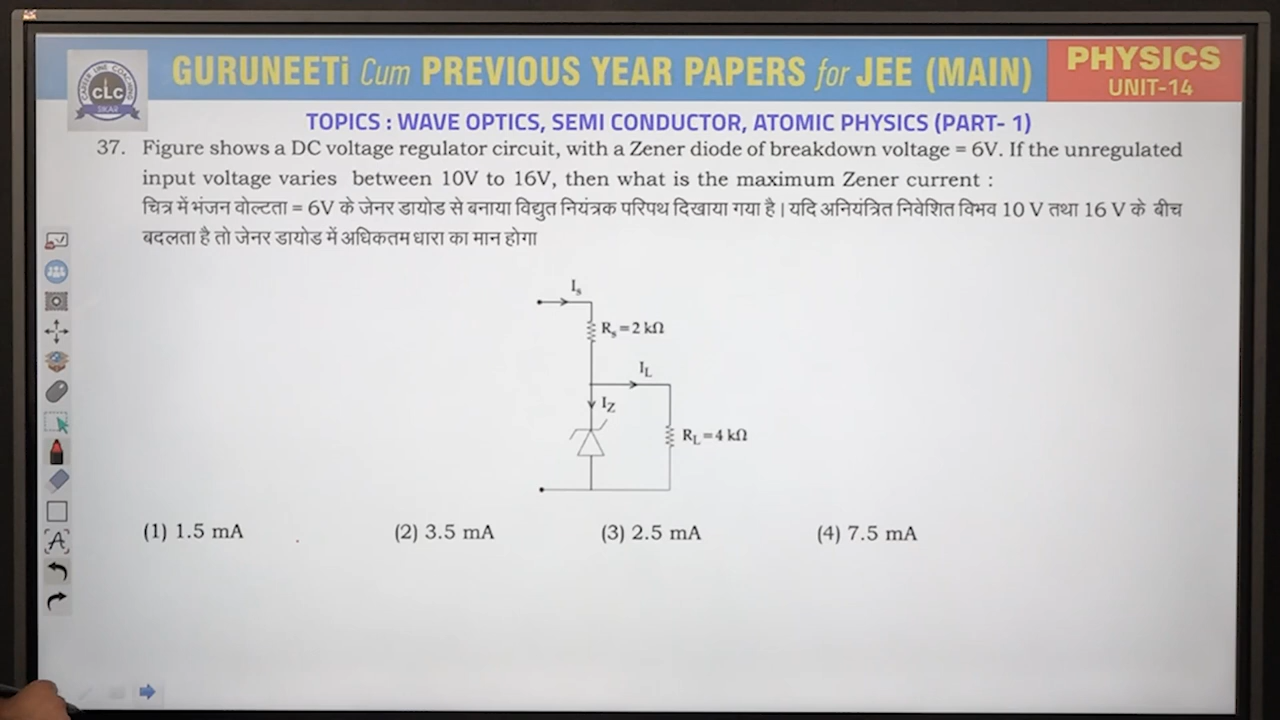 GURUNEETi Cum PREVIOUS YEAR PAPERS for JEE (MAIN)
PHYSICS
UNIT-14
CAREER LINE COACHING
CLC
SIKAR
TOPICS : WAVE OPTICS, SEMI CONDUCTOR, ATOMIC PHYSICS (PART- 1)
37. Figure shows a DC voltage regulator circuit, with a Zener diode of breakdown voltage = 6V. If the unregulated
input voltage varies between 10V to 16V, then what is the maximum Zener current :
चित्र में भंजन वोल्टता = 6V के जेनर डायोड से बनाया विद्युत नियंत्रक परिपथ दिखाया गया है। यदि अनियंत्रित निवेशित विभव 10 V तथा 16 V के बीच
बदलता है तो जेनर डायोड में अधिकतम धारा का मान होगा
Is
Rs=2 kΩ
IL
IZ
RL=4 kΩ
(1) 1.5 mA (2) 3.5 mA (3) 2.5 mA (4) 7.5 mA